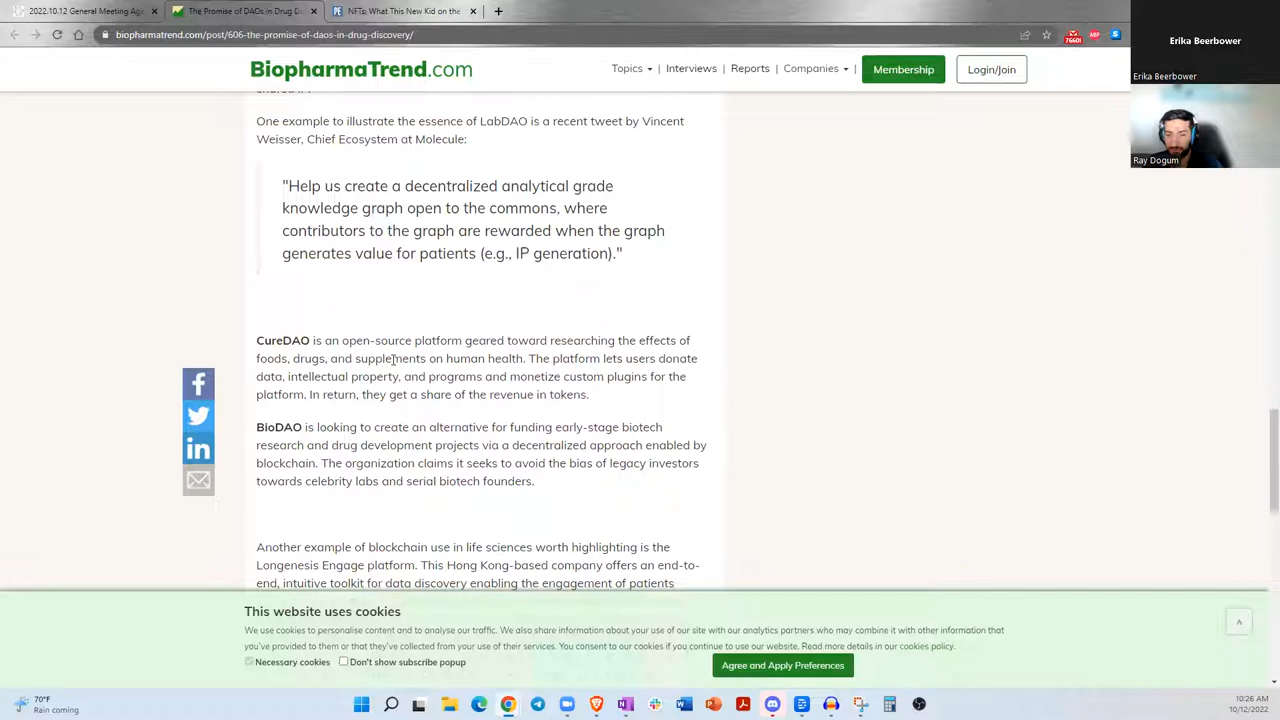 2022.10.12 General Meeting Age
The Promise of DAOs in Drug D
NFTs: What This New Kid on the
biopharmatrend.com/post/606-the-promise-of-daos-in-drug-discovery/
BiopharmaTrend.com
Topics | Interviews | Reports | Companies | Membership Login/Join
One example to illustrate the essence of LabDAO is a recent tweet by Vincent
Weisser, Chief Ecosystem at Molecule:
"Help us create a decentralized analytical grade
knowledge graph open to the commons, where
contributors to the graph are rewarded when the graph
generates value for patients (e.g., IP generation)."
CureDAO is an open-source platform geared toward researching the effects of
foods, drugs, and supplements on human health. The platform lets users donate
data, intellectual property, and programs and monetize custom plugins for the
platform. In return, they get a share of the revenue in tokens.
BioDAO is looking to create an alternative for funding early-stage biotech
research and drug development projects via a decentralized approach enabled by
blockchain. The organization claims it seeks to avoid the bias of legacy investors
towards celebrity labs and serial biotech founders.
Another example of blockchain use in life sciences worth highlighting is the
Longenesis Engage platform. This Hong Kong-based company offers an end-to-
end, intuitive toolkit for data discovery enabling the engagement of patients
This website uses cookies
We use cookies to personalise content and to analyse our traffic. We also share information about your use of our site with our analytics partners who may combine it with other information that
you've provided to them or that they've collected from your use of their services. You consent to our cookies if you continue to use our website. Read more details in our cookies policy.
Necessary cookies Don't show subscribe popup
Agree and Apply Preferences
Erika Beerbower
Erika Beerbower
Ray Dogum
70°F
Rain coming
10:26 AM
10/12/2022